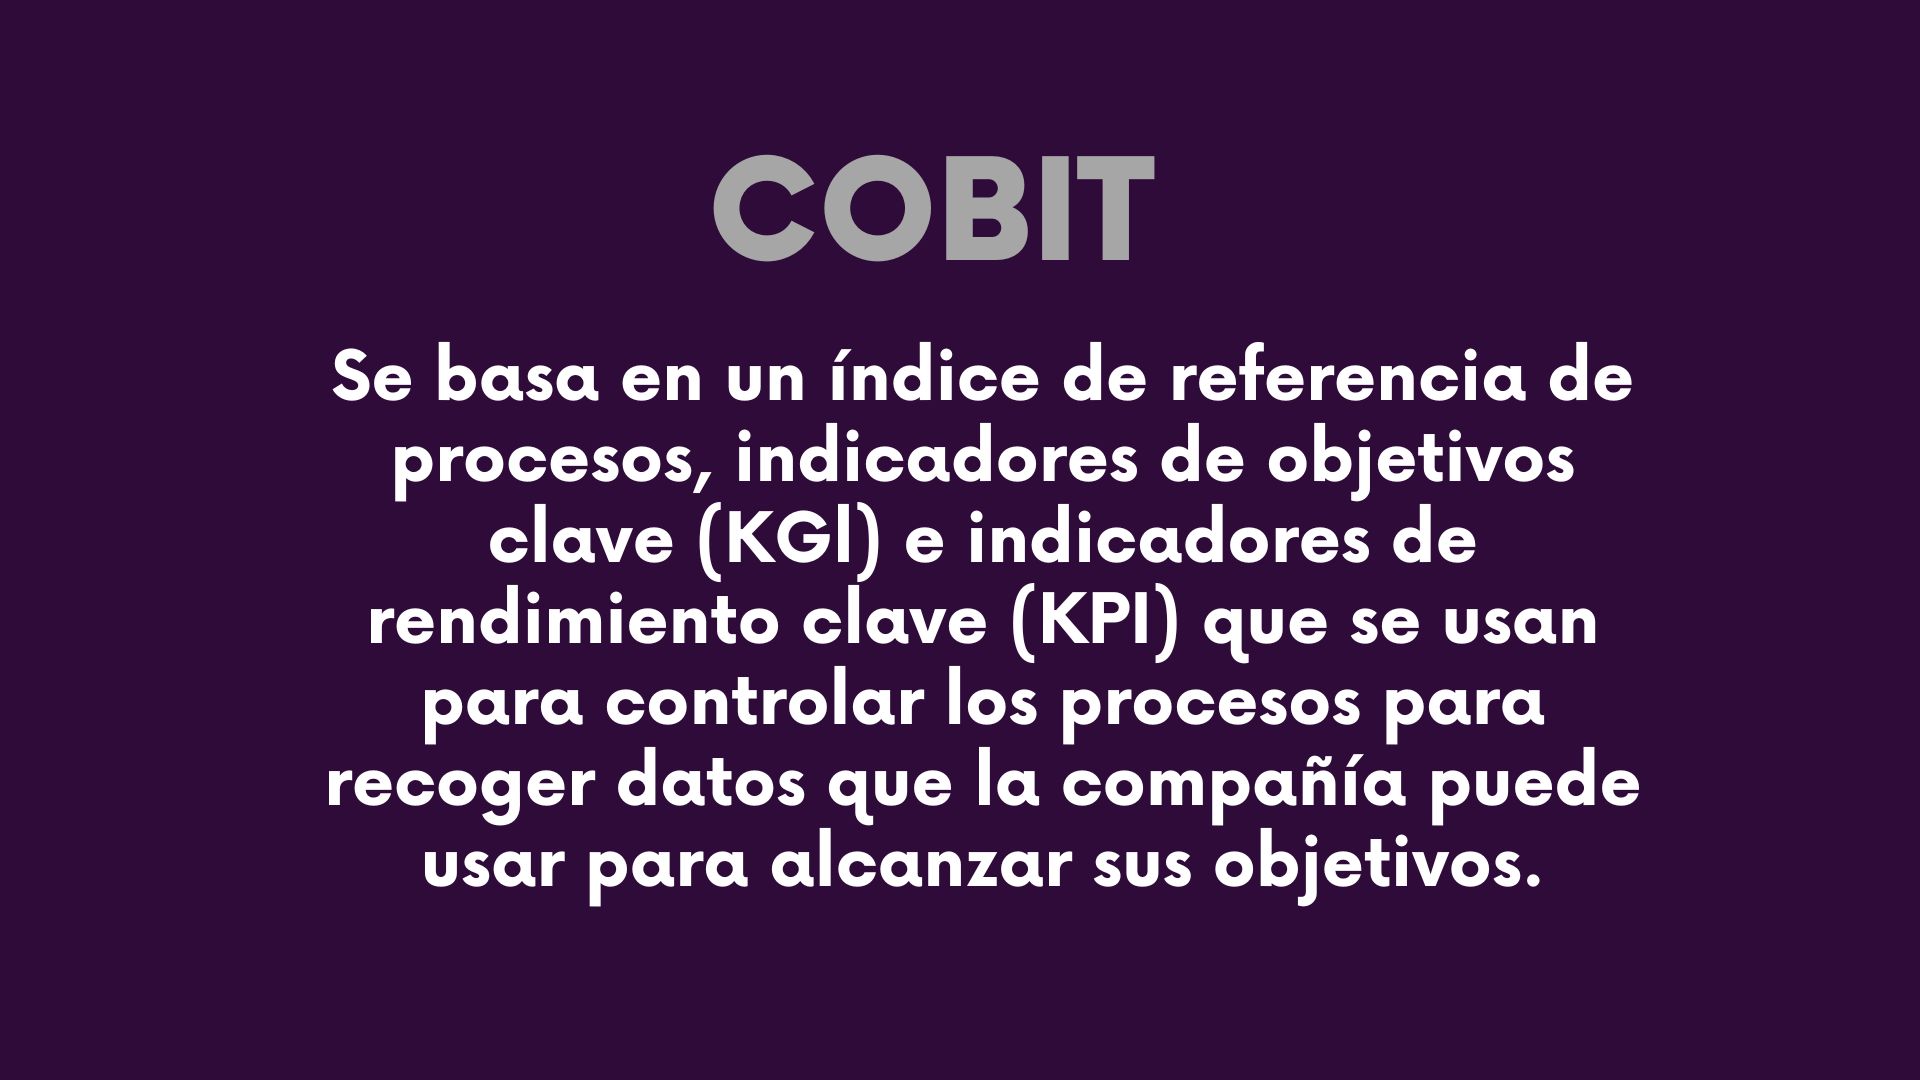 COBIT
Se basa en un índice de referencia de
procesos, indicadores de objetivos
clave (KGl) e indicadores de
rendimiento clave (KPI) que se usan
para controlar los procesos para
recoger datos que la compañía puede
usar para alcanzar sus objetivos.